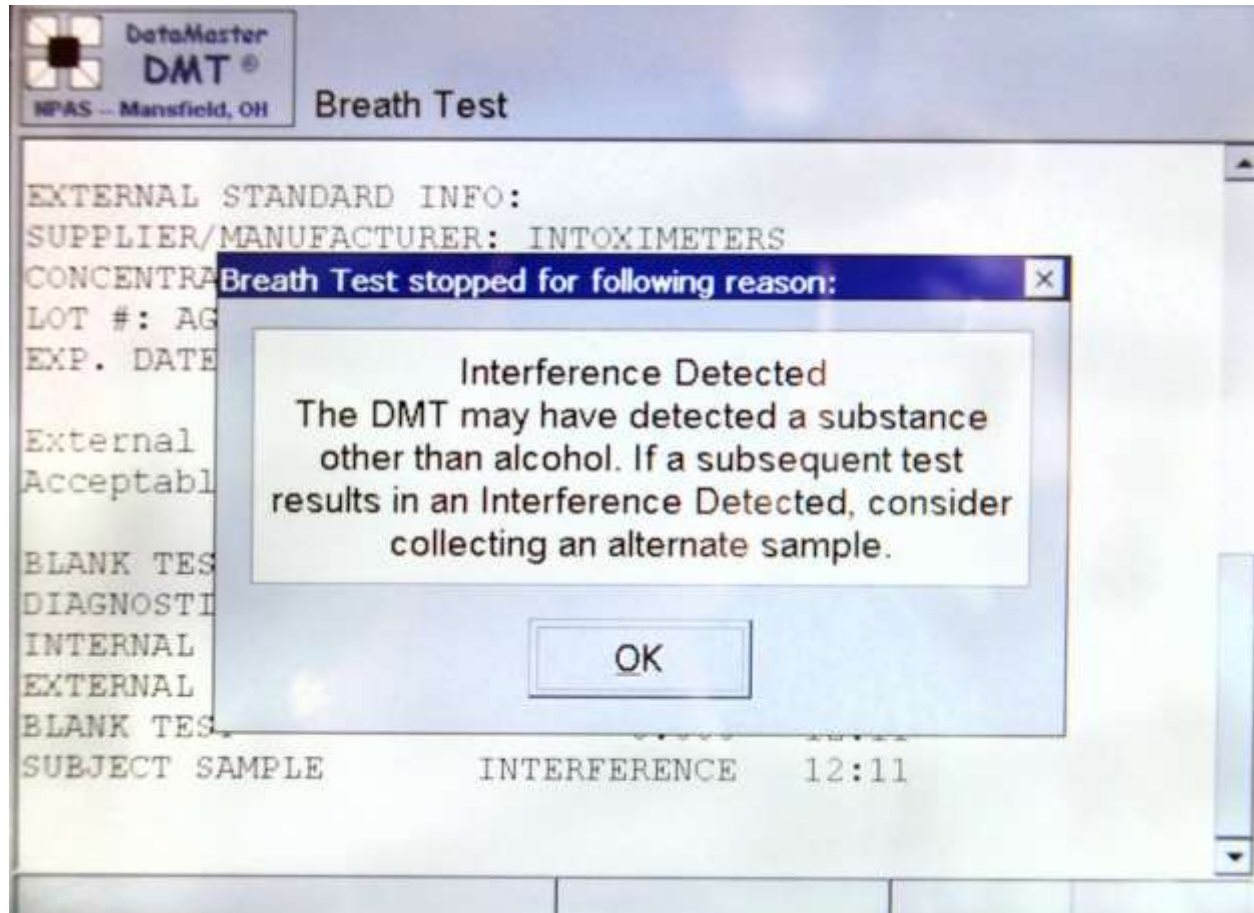 DataMaster
DMT ®
NPAS -- Mansfield, OH
Breath Test
EXTERNAL STANDARD INFO:
SUPPLIER/MANUFACTURER: INTOXIMETERS
CONCENTRA
LOT #: AG
EXP. DATE
External
Acceptabl
BLANK TES
DIAGNOSTI
INTERNAL
EXTERNAL
BLANK TES
SUBJECT SAMPLE INTERFERENCE 12:11
Breath Test stopped for following reason:
Interference Detected
The DMT may have detected a substance
other than alcohol. If a subsequent test
results in an Interference Detected, consider
collecting an alternate sample.
OK